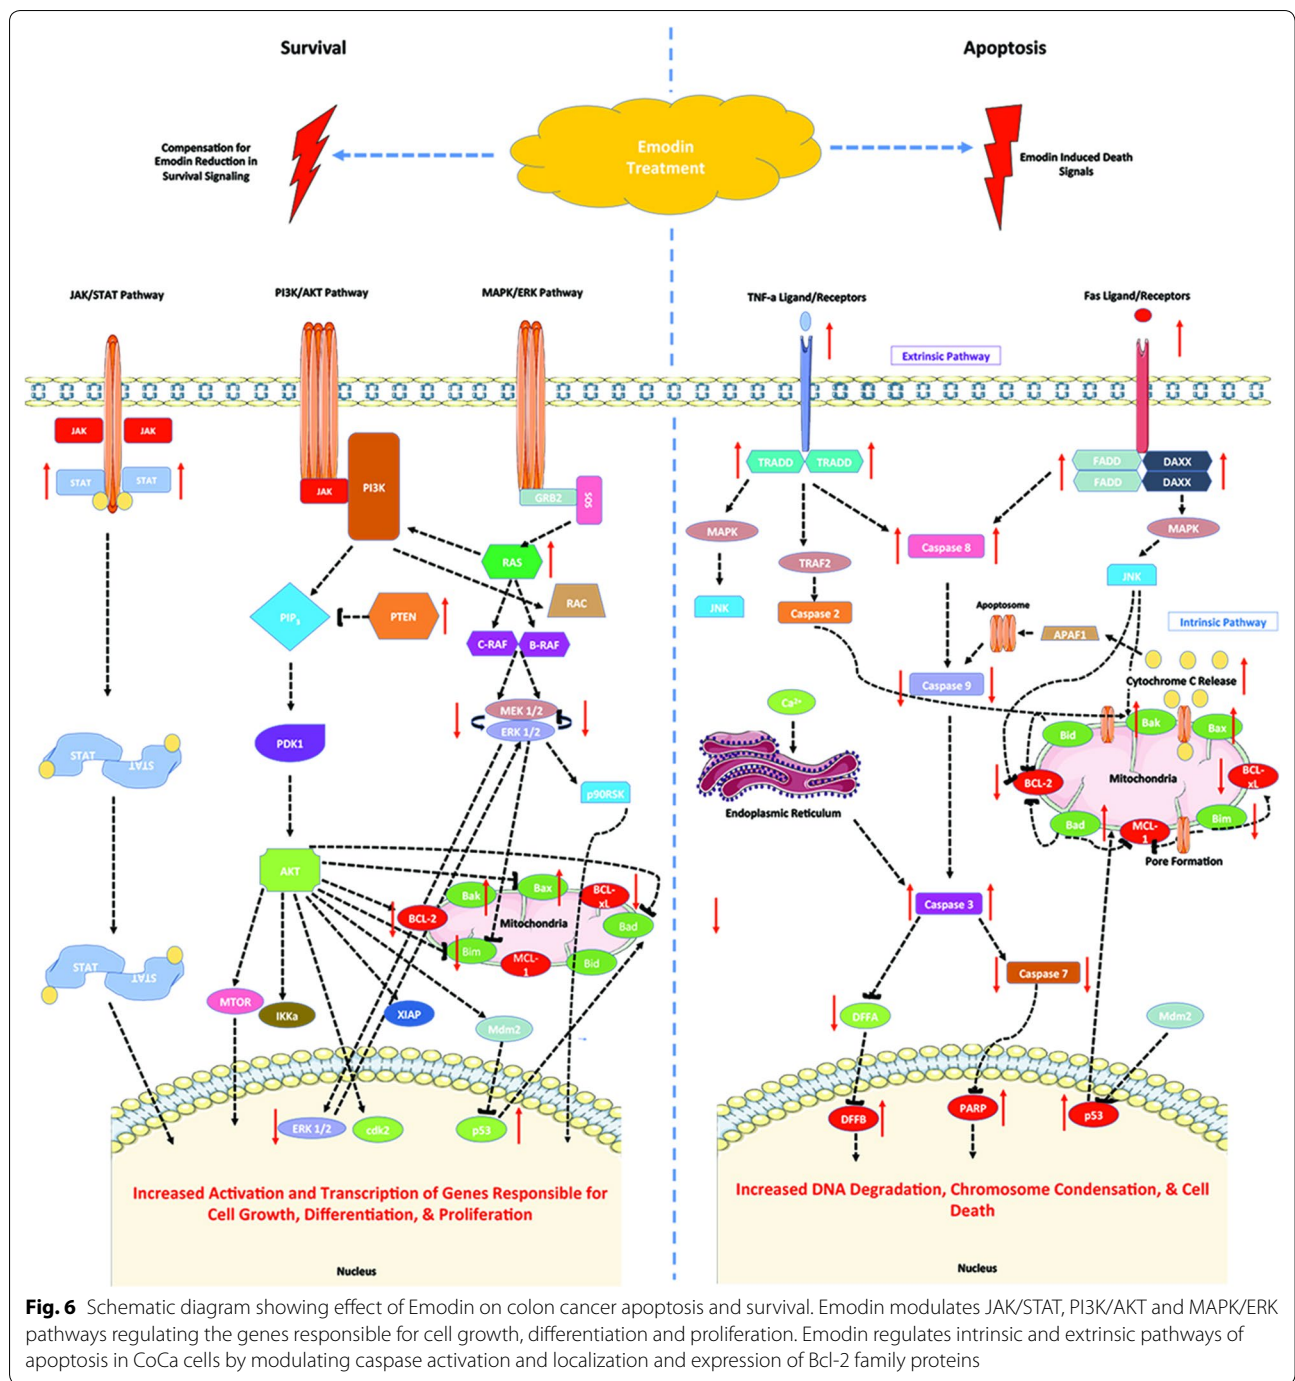 Survival
Apoptosis
Compensation for
Emodin Reduction in
Survival Signaling
Emodin
Treatment
Emodin Induced Death
Signals
JAK/STAT Pathway
PI3K/AKT Pathway
MAPK/ERK Pathway
TNF-a Ligand/Receptors
Fas Ligand/Receptors
Extrinsic Pathway
JAK
JAK
STAT
STAT
JAK
PI3K
GRB2
SOS
RAS
RAC
PIP3
PTEN
C-RAF
B-RAF
MEK 1/2
ERK 1/2
PDK1
p90RSK
STAT
STAT
AKT
Bak
Bax
BCL-
xL
BCL-2
Mitochondria
Bad
Bim
MCL-
1
Bid
STAT
STAT
MTOR
IKKa
XIAP
Mdm2
ERK 1/2
cdk2
p53
Increased Activation and Transcription of Genes Responsible for
Cell Growth, Differentiation, & Proliferation
Nucleus
TRADD
TRADD
FADD
DAXX
FADD
DAXX
MAPK
MAPK
Caspase 8
TRAF2
JNK
JNK
Caspase 2
Apoptosome
APAF1
Intrinsic Pathway
Cytochrome C Release
Caspase 9
Ca2+
Bid
Bak
Bax
Mitochondria
BCL-2
BCL-
xL
Endoplasmic Reticulum
Bad
MCL-
1
Bim
Pore Formation
Caspase 3
Caspase 7
DFFA
Mdm2
DFFB
PARP
p53
Increased DNA Degradation, Chromosome Condensation, & Cell
Death
Nucleus
Fig. 6 Schematic diagram showing effect of Emodin on colon cancer apoptosis and survival. Emodin modulates JAK/STAT, PI3K/AKT and MAPK/ERK
pathways regulating the genes responsible for cell growth, differentiation and proliferation. Emodin regulates intrinsic and extrinsic pathways of
apoptosis in CoCa cells by modulating caspase activation and localization and expression of Bcl-2 family proteins